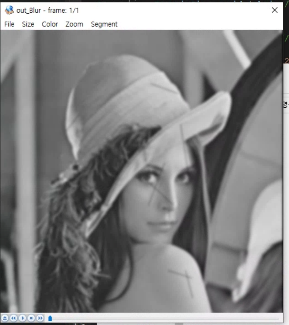 out_Blur - frame: 1/1
File Size Color Zoom Segment